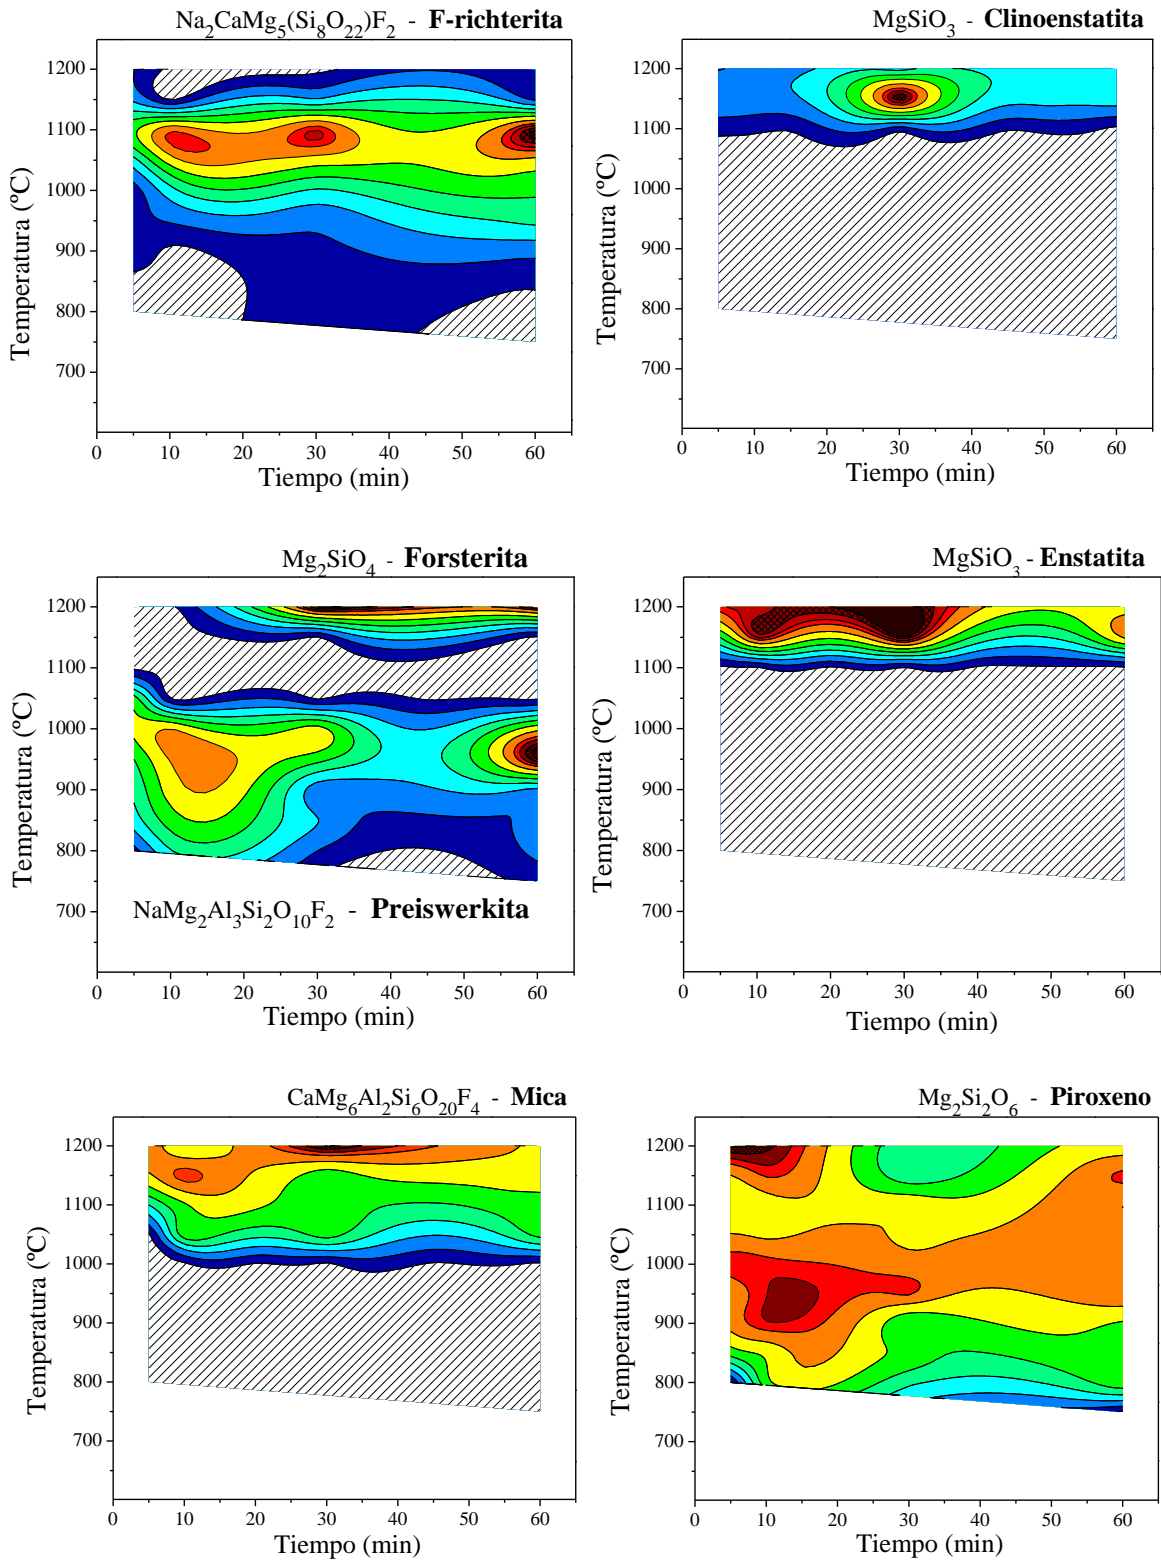 Na2CaMg5(Si8O22)F2 - F-richterita
1200
1100
1000
900
800
700
Temperatura (ºC)
0 10 20 30 40 50 60
Tiempo (min)
MgSiO3 - Clinoenstatita
1200
1100
1000
900
800
700
Temperatura (ºC)
0 10 20 30 40 50 60
Tiempo (min)
Mg2SiO4 - Forsterita
1200
1100
1000
900
800
700
Temperatura (ºC)
NaMg2Al3Si2O10F2 - Preiswerkita
0 10 20 30 40 50 60
Tiempo (min)
MgSiO3 - Enstatita
1200
1100
1000
900
800
700
Temperatura (ºC)
0 10 20 30 40 50 60
Tiempo (min)
CaMg6Al2Si6O20F4 - Mica
1200
1100
1000
900
800
700
Temperatura (ºC)
0 10 20 30 40 50 60
Tiempo (min)
Mg2Si2O6 - Piroxeno
1200
1100
1000
900
800
700
Temperatura (ºC)
0 10 20 30 40 50 60
Tiempo (min)